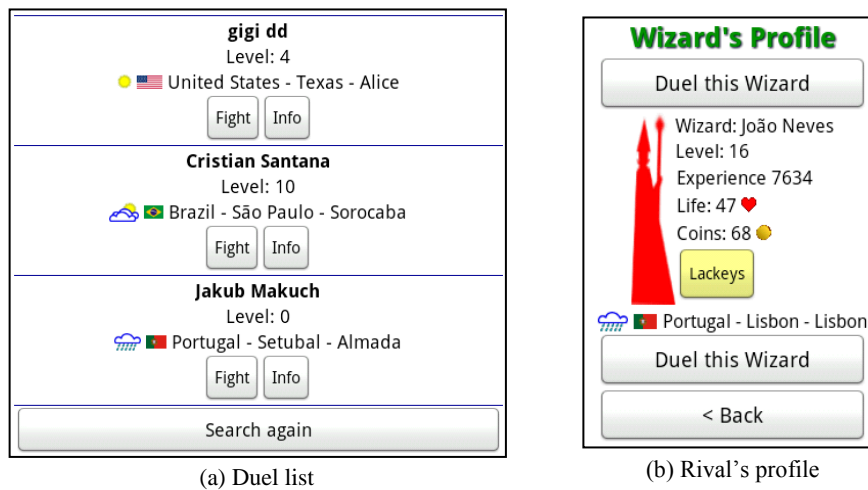 gigi dd
Level: 4
United States - Texas - Alice
Fight Info
Cristian Santana
Level: 10
Brazil - São Paulo - Sorocaba
Fight Info
Jakub Makuch
Level: 0
Portugal - Setubal - Almada
Fight Info
Search again
(a) Duel list
Wizard's Profile
Duel this Wizard
Wizard: João Neves
Level: 16
Experience 7634
Life: 47
Coins: 68
Lackeys
Portugal - Lisbon - Lisbon
Duel this Wizard
< Back
(b) Rival's profile